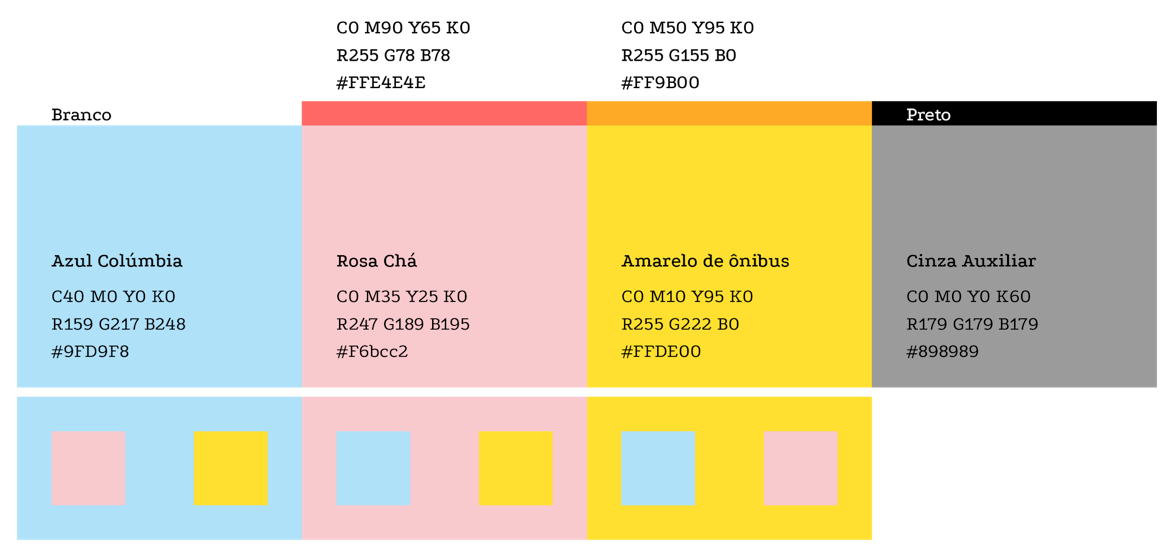 C0 M90 Y65 K0
R255 G78 B78
#FFE4E4E
C0 M50 Y95 K0
R255 G155 B0
#FF9B00
Branco
Preto
Azul Colúmbia
C40 M0 Y0 K0
R159 G217 B248
#9FD9F8
Rosa Chá
C0 M35 Y25 K0
R247 G189 B195
#F6bcc2
Amarelo de ônibus
C0 M10 Y95 K0
R255 G222 B0
#FFDE00
Cinza Auxiliar
C0 M0 Y0 K60
R179 G179 B179
#898989